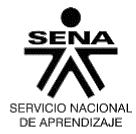 SENA
SERVICIO NACIONAL
DE APRENDIZAJE